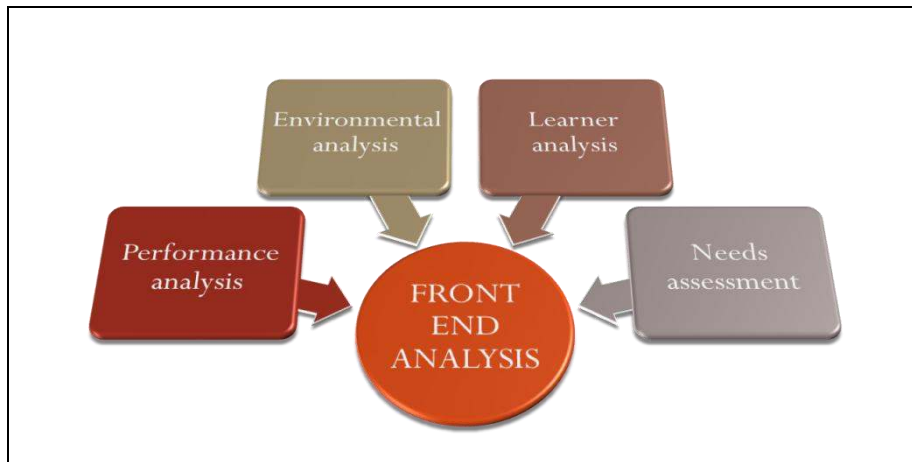 Environmental
analysis
Learner
analysis
Performance
analysis
FRONT
END
ANALYSIS
Needs
assessment